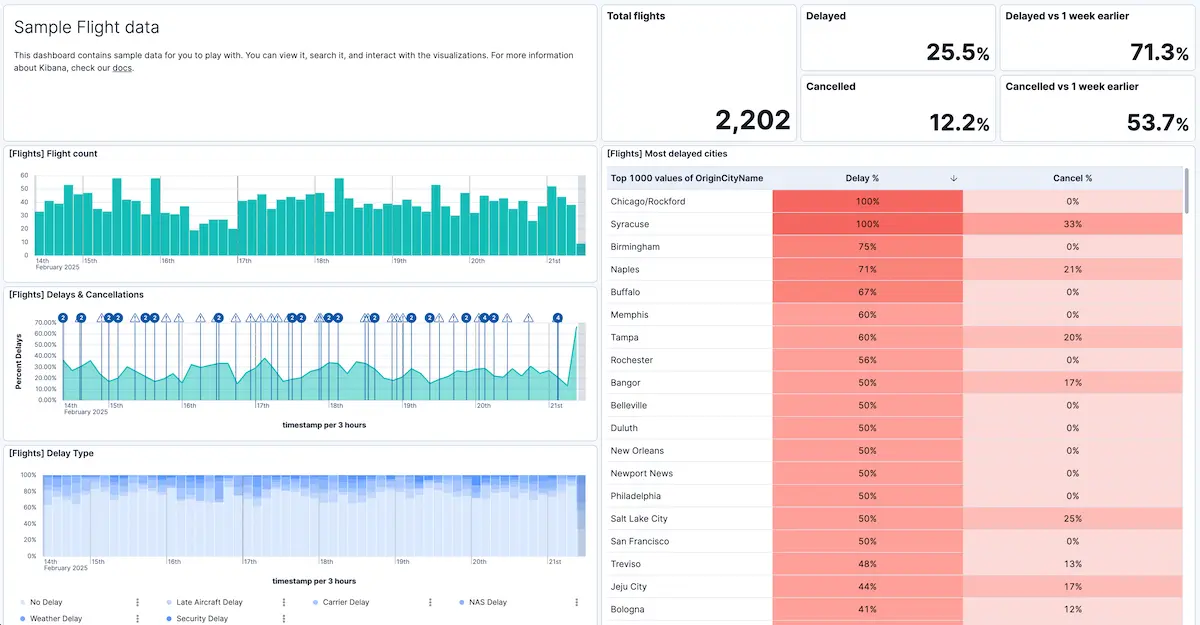 Sample Flight data
This dashboard contains sample data for you to play with. You can view it, search it, and interact with the visualizations. For more information
about Kibana, check our docs.
Total flights
2,202
Delayed
25.5%
Delayed vs 1 week earlier
71.3%
Cancelled
12.2%
Cancelled vs 1 week earlier
53.7%
[Flights] Flight count
60
50
40
30
20
10
0
14th 15th 16th 17th 18th 19th 20th 21st
February 2025
[Flights] Delays & Cancellations
2 2 2 2 2 2 2 2 2 2 2 2 2 2 2 4 2 4
Percent Delays
70.00%
60.00%
50.00%
40.00%
30.00%
20.00%
10.00%
0.00%
14th 15th 16th 17th 18th 19th 20th 21st
February 2025
timestamp per 3 hours
[Flights] Delay Type
100%
80%
60%
40%
20%
0%
14th 15th 16th 17th 18th 19th 20th 21st
February 2025
timestamp per 3 hours
No Delay Late Aircraft Delay Carrier Delay NAS Delay
Weather Delay Security Delay
[Flights] Most delayed cities
Top 1000 values of OriginCityName Delay % Cancel %
Chicago/Rockford 100% 0%
Syracuse 100% 33%
Birmingham 75% 0%
Naples 71% 21%
Buffalo 67% 0%
Memphis 60% 0%
Tampa 60% 20%
Rochester 56% 0%
Bangor 50% 17%
Belleville 50% 0%
Duluth 50% 0%
New Orleans 50% 0%
Newport News 50% 0%
Philadelphia 50% 0%
Salt Lake City 50% 25%
San Francisco 50% 0%
Treviso 48% 13%
Jeju City 44% 17%
Bologna 41% 12%